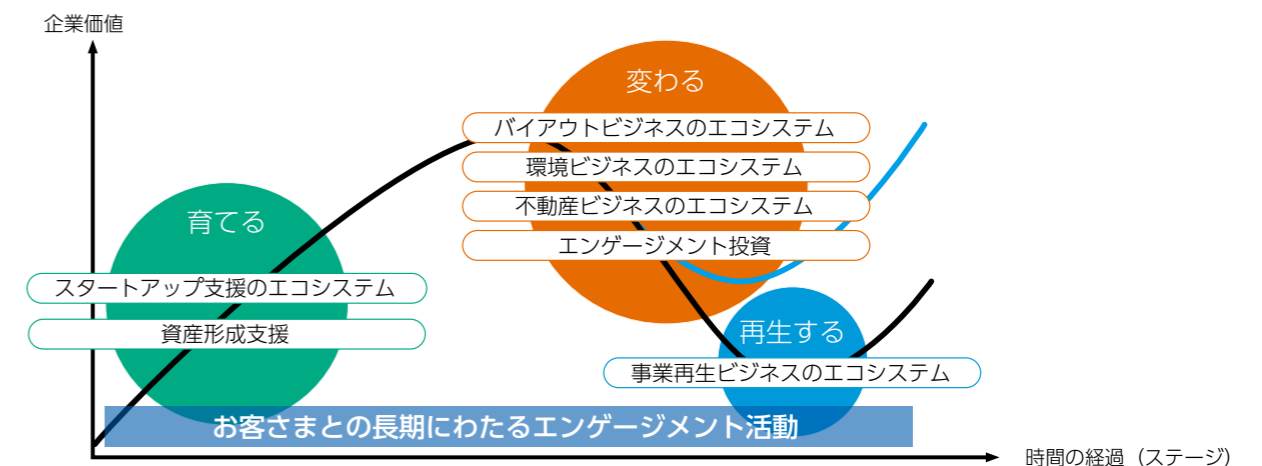 企業価値
変わる
バイアウトビジネスのエコシステム
環境ビジネスのエコシステム
不動産ビジネスのエコシステム
エンゲージメント投資
育てる
スタートアップ支援のエコシステム
資産形成支援
再生する
事業再生ビジネスのエコシステム
お客さまとの長期にわたるエンゲージメント活動
時間の経過（ステージ）